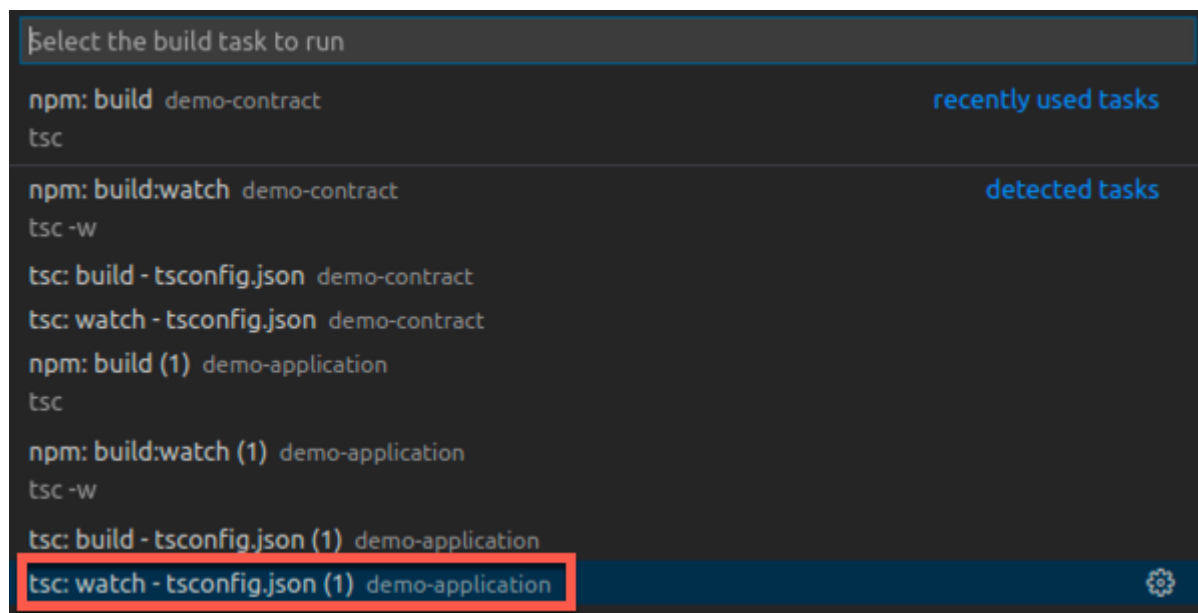 Select the build task to run
npm: build demo-contract recently used tasks
tsc
npm: build:watch demo-contract detected tasks
tsc -w
tsc: build - tsconfig.json demo-contract
tsc: watch - tsconfig.json demo-contract
npm: build (1) demo-application
tsc
npm: build:watch (1) demo-application
tsc -w
tsc: build - tsconfig.json (1) demo-application
tsc: watch - tsconfig.json (1) demo-application